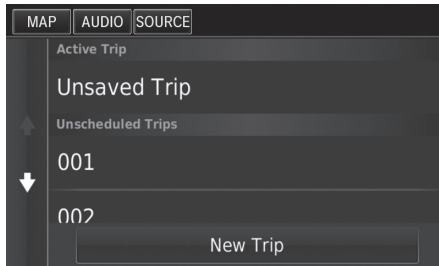 MAP AUDIO SOURCE
Active Trip
Unsaved Trip
Unscheduled Trips
001
002
New Trip